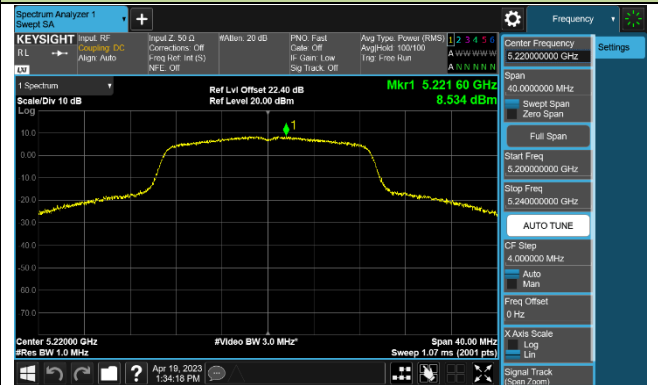 Spectrum Analyzer 1
Swept SA
+
Frequency
KEYSIGHT
RL
Input: RF
Coupling: DC
Align: Auto
Input Z: 50 Ω
Corrections: Off
Freq Ref: Int (S)
NFE: Off
#Atten: 20 dB
PNO: Fast
Gate: Off
IF Gain: Low
Sig Track: Off
Avg Type: Power (RMS)
Avg|Hold: 100/100
Trig: Free Run
1 2 3 4 5 6
A W W W W W
A N N N N N
1 Spectrum
Scale/Div 10 dB
Log
Ref Lvl Offset 22.40 dB
Ref Level 20.00 dBm
Mkr1 5.221 60 GHz
8.534 dBm
1
10.0
0.00
-10.0
-20.0
-30.0
-40.0
-50.0
-60.0
-70.0
Center 5.22000 GHz
#Res BW 1.0 MHz
#Video BW 3.0 MHz*
Span 40.00 MHz
Sweep 1.07 ms (2001 pts)
?
Apr 19, 2023
1:34:18 PM
Center Frequency
5.220000000 GHz
Settings
Span
40.0000000 MHz
Swept Span
Zero Span
Full Span
Start Freq
5.200000000 GHz
Stop Freq
5.240000000 GHz
AUTO TUNE
CF Step
4.000000 MHz
Auto
Man
Freq Offset
0 Hz
X Axis Scale
Log
Lin
Signal Track
(Span Zoom)